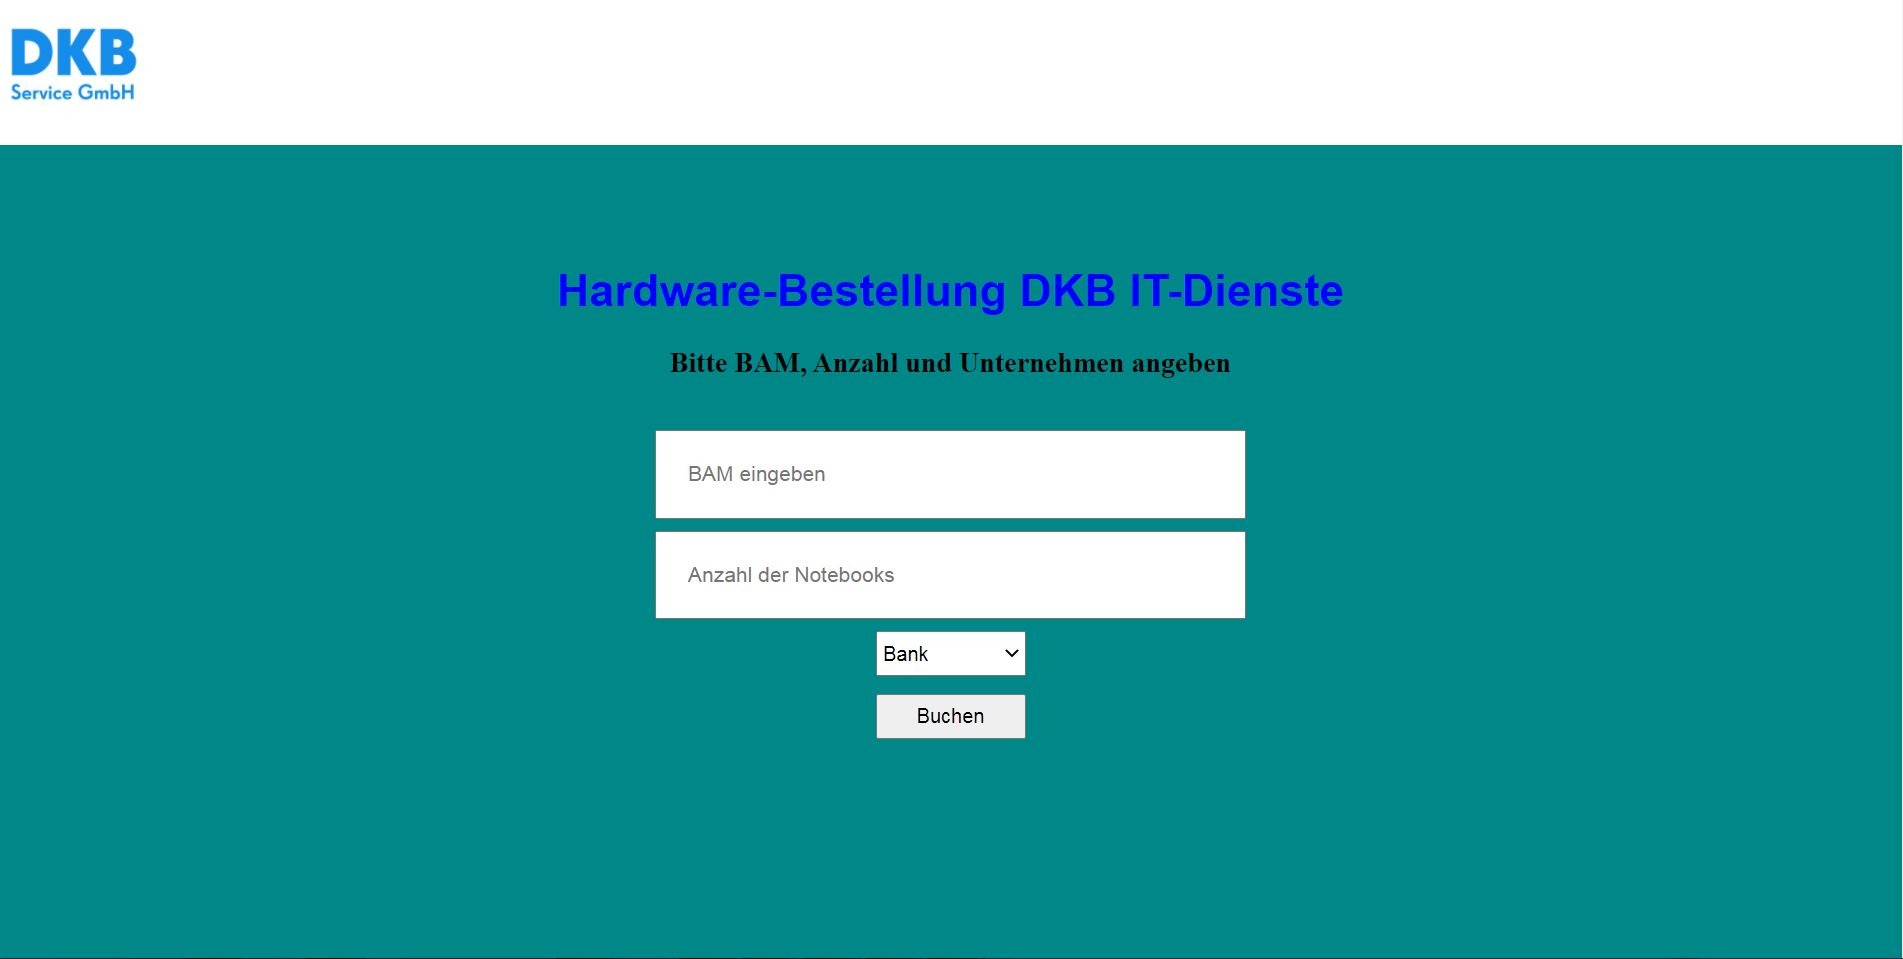 DKB
Service GmbH
Hardware-Bestellung DKB IT-Dienste
Bitte BAM, Anzahl und Unternehmen angeben
BAM eingeben
Anzahl der Notebooks
Bank
Buchen